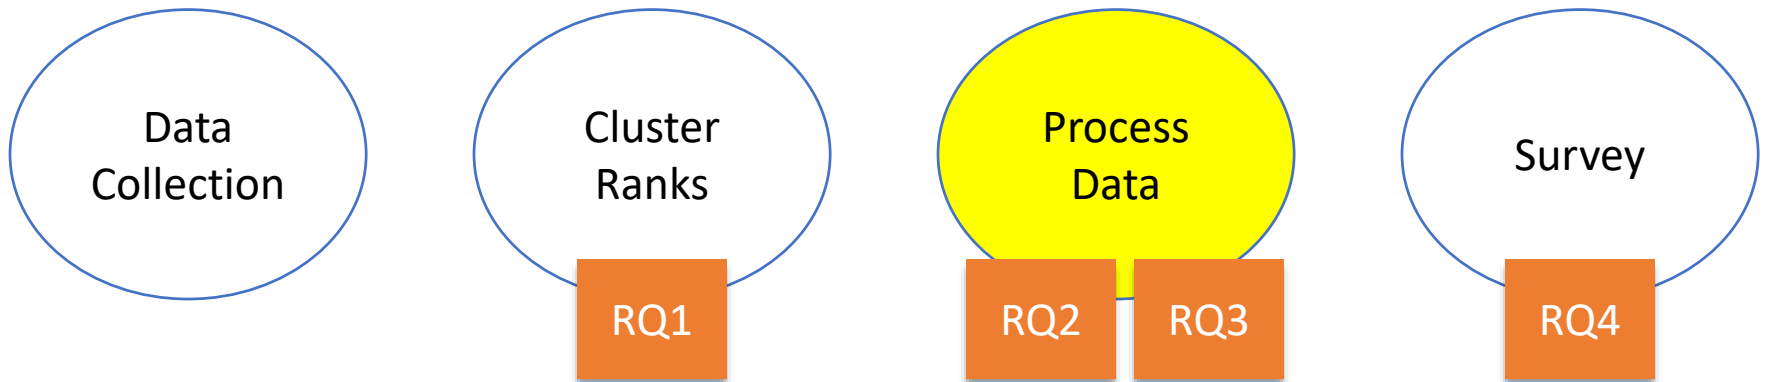 Data
Collection
Cluster
Ranks
Process
Data
Survey
RQ1
RQ2
RQ3
RQ4